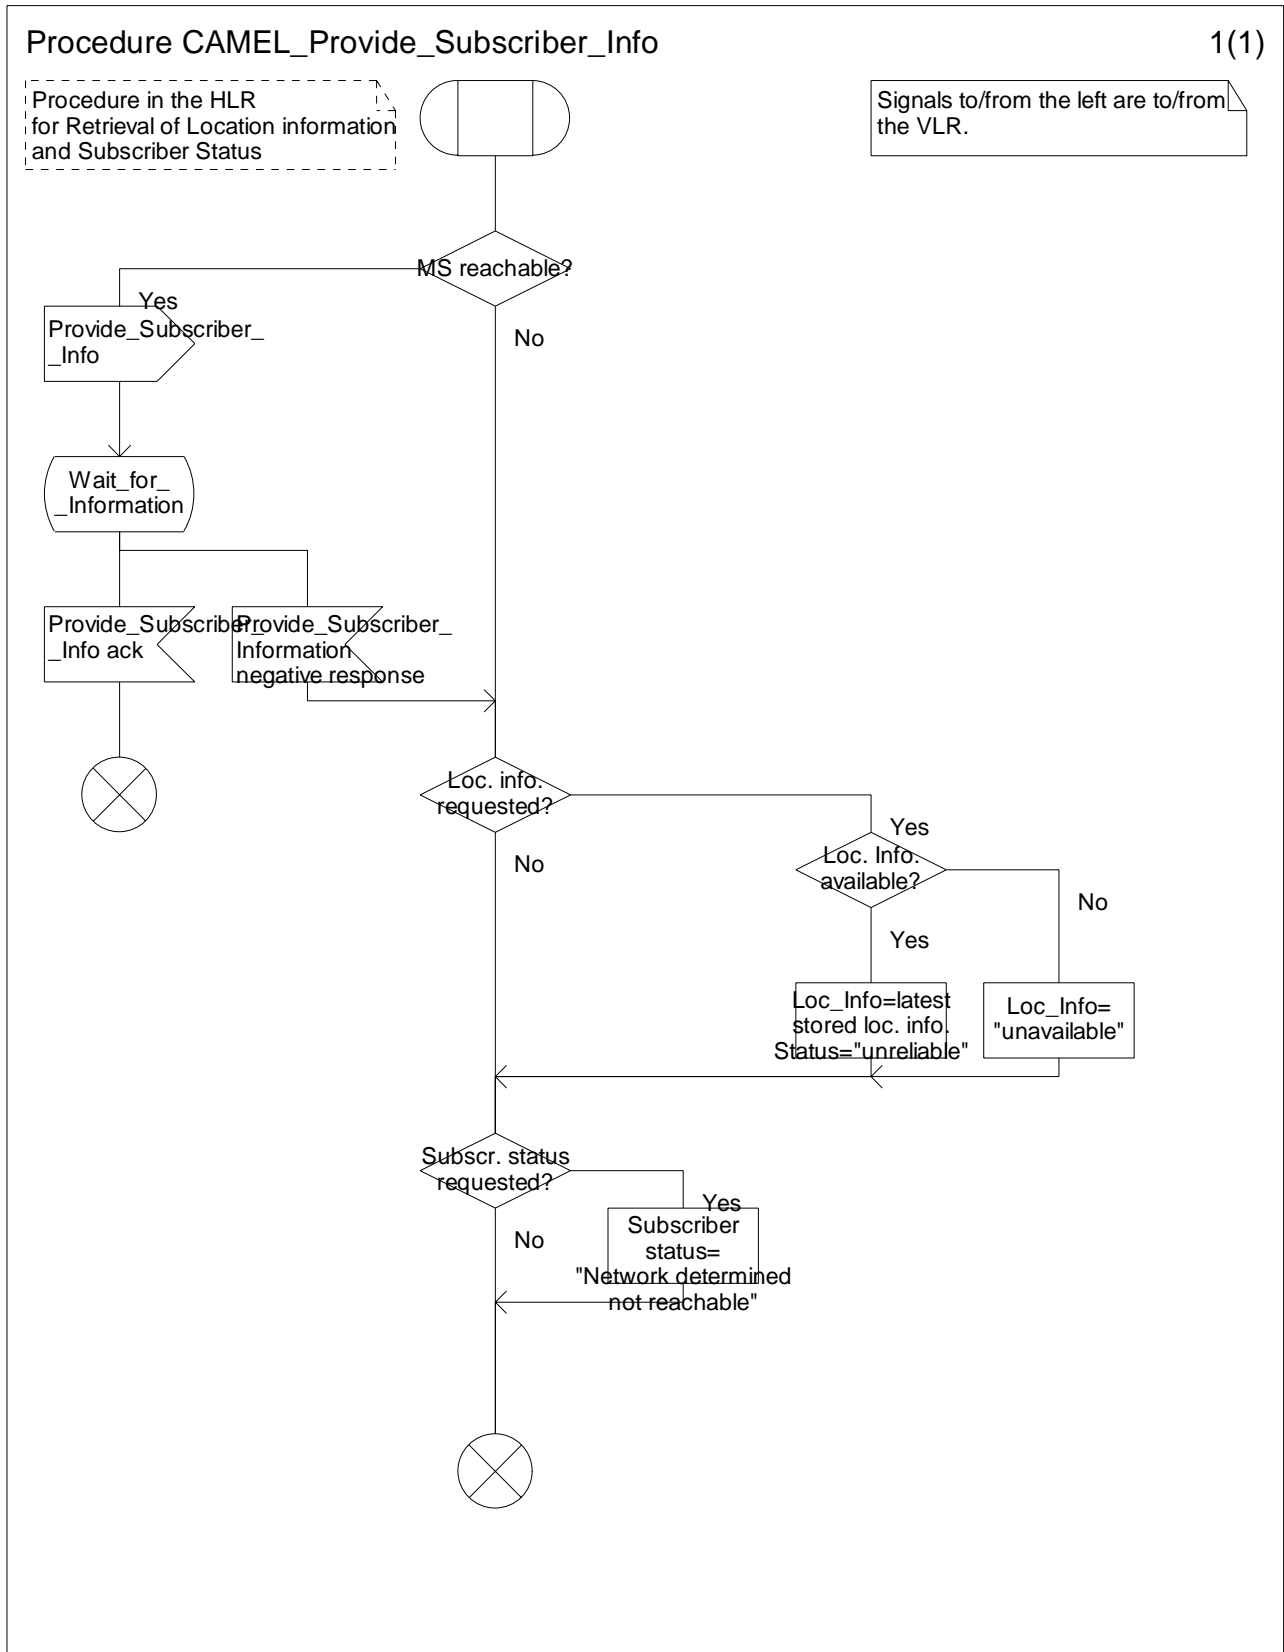 Procedure CAMEL_Provide_Subscriber_Info
1(1)
Procedure in the HLR
for Retrieval of Location information
and Subscriber Status
Signals to/from the left are to/from
the VLR.
MS reachable?
Yes
No
Provide_Subscriber_
_Info
Wait_for_
_Information
Provide_Subscriber_
_Info ack
Provide_Subscriber_
Information
negative response
Loc. info.
requested?
Yes
No
Loc. Info.
available?
No
Yes
Loc_Info=latest
stored loc. info.
Status="unreliable"
Loc_Info=
"unavailable"
Subscr. status
requested?
Yes
No
Subscriber
status=
"Network determined
not reachable"